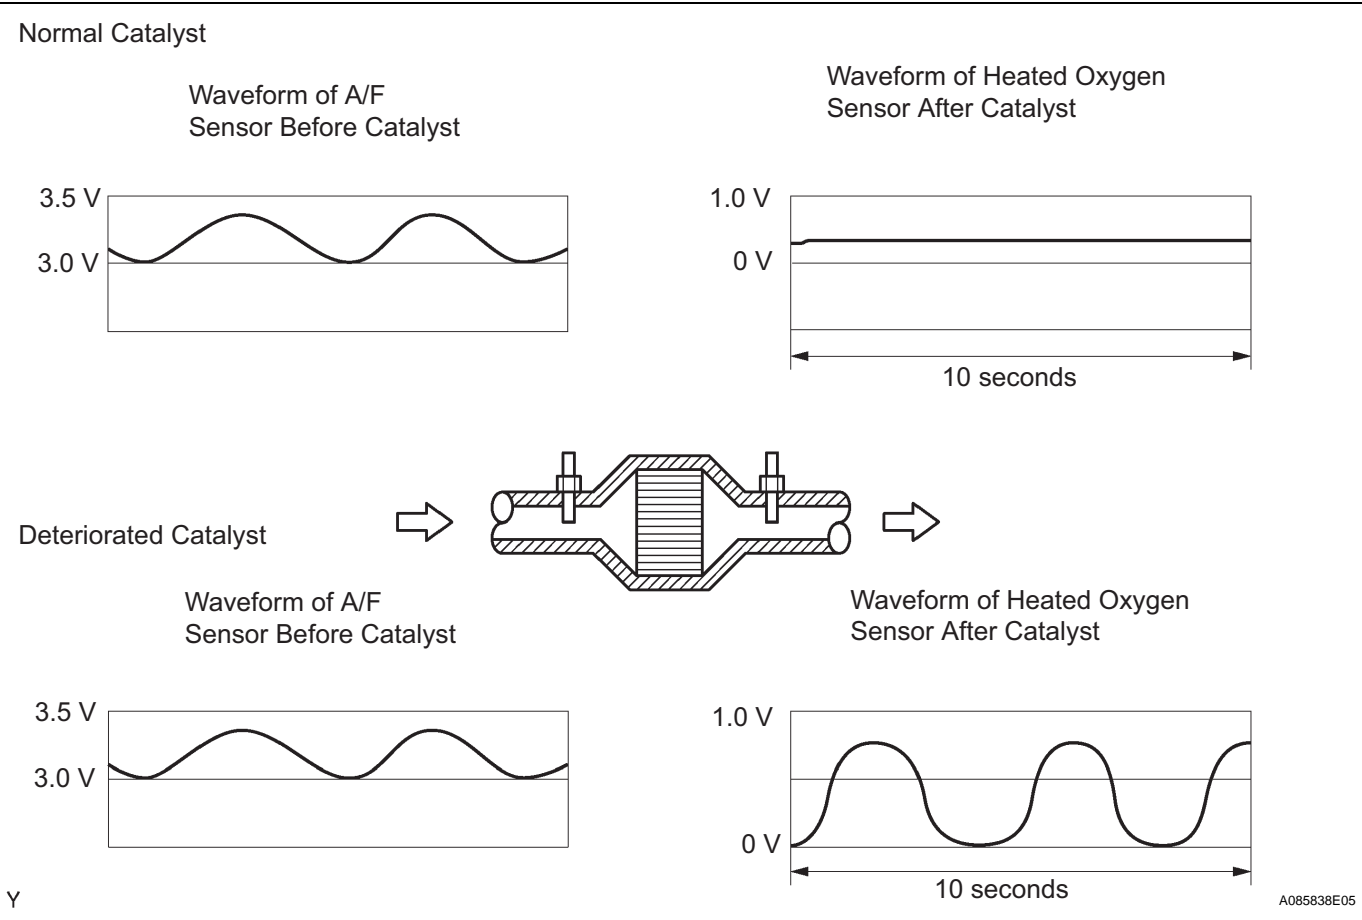 Normal Catalyst
Waveform of A/F
Sensor Before Catalyst
Waveform of Heated Oxygen
Sensor After Catalyst
3.5 V
3.0 V
1.0 V
0 V
10 seconds
Deteriorated Catalyst
Waveform of A/F
Sensor Before Catalyst
Waveform of Heated Oxygen
Sensor After Catalyst
3.5 V
3.0 V
1.0 V
0 V
10 seconds
Y
A085838E05